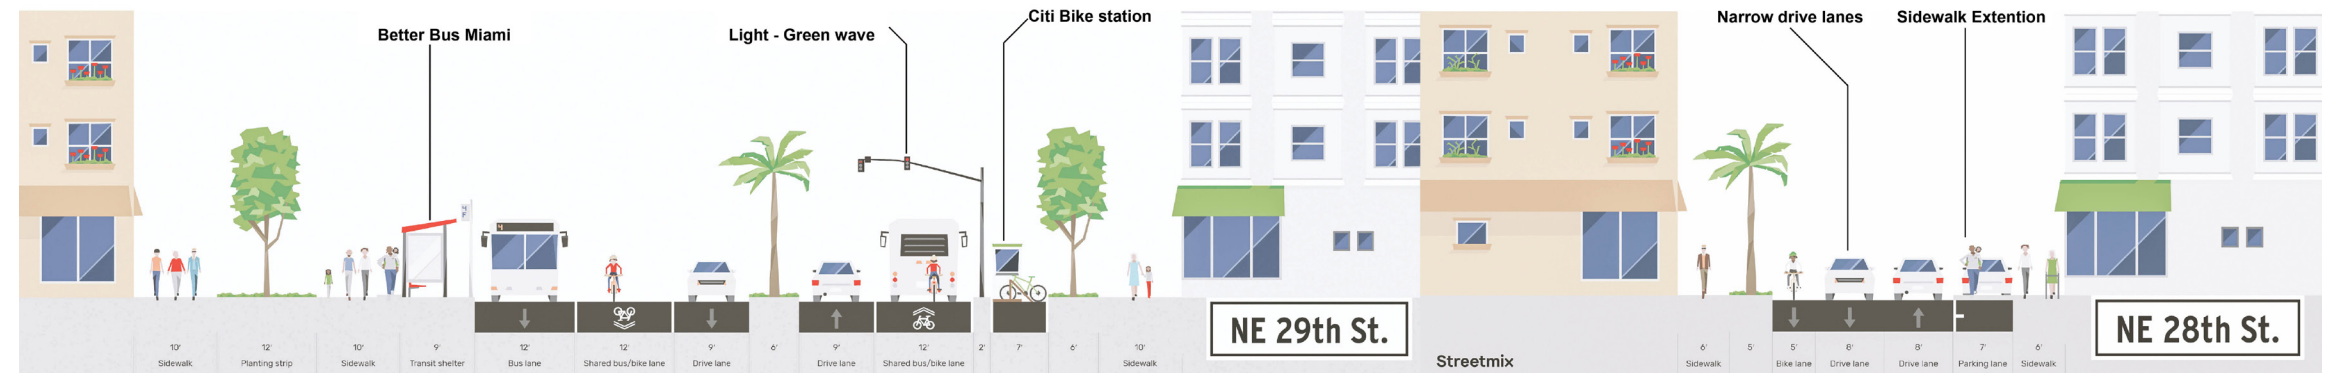 Better Bus Miami
Light - Green wave
Citi Bike station
Narrow drive lanes
Sidewalk Extention
4
NE 29th St.
10'
Sidewalk
12'
Planting strip
10'
Sidewalk
9'
Transit shelter
12'
Bus lane
12'
Shared bus/bike lane
9'
Drive lane
6'
9'
Drive lane
12'
Shared bus/bike lane
2'
7'
6'
10'
Sidewalk
Streetmix
NE 28th St.
6'
Sidewalk
5'
5'
Bike lane
8'
Drive lane
8'
Drive lane
7'
Parking lane
6'
Sidewalk